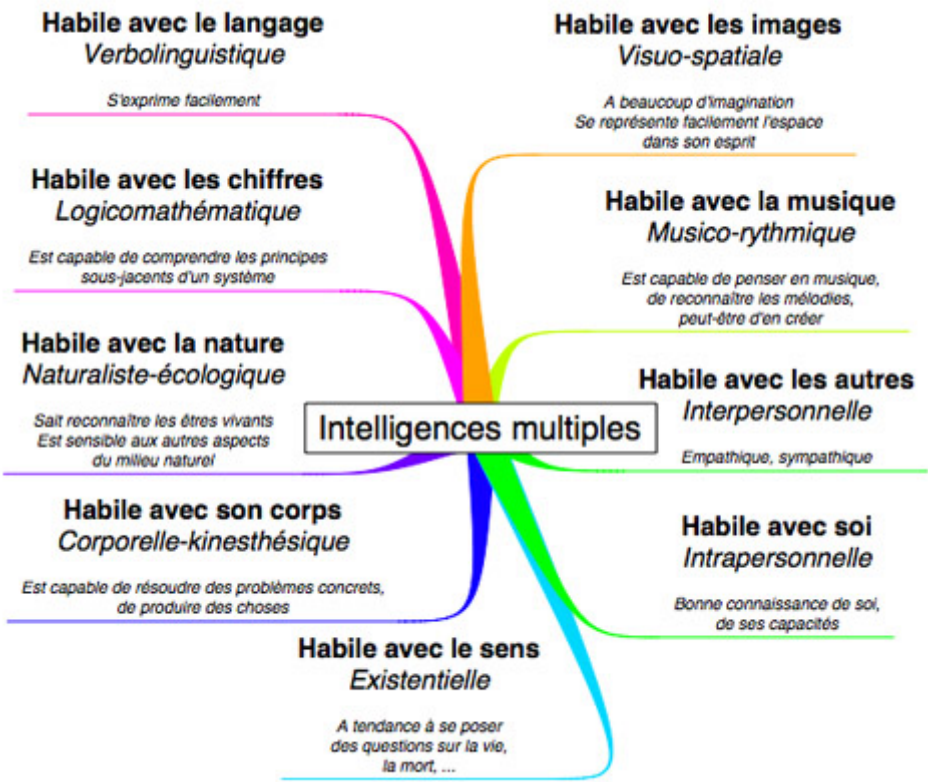 Habile avec le langage
Verbolinguistique
S'exprime facilement
Habile avec les images
Visuo-spatiale
A beaucoup d'imagination
Se représente facilement l'espace
dans son esprit
Habile avec les chiffres
Logicomathématique
Est capable de comprendre les principes
sous-jacents d'un système
Habile avec la musique
Musico-rythmique
Est capable de penser en musique,
de reconnaître les mélodies,
peut-être d'en créer
Habile avec la nature
Naturaliste-écologique
Sait reconnaître les êtres vivants
Est sensible aux autres aspects
du milieu naturel
Intelligences multiples
Habile avec les autres
Interpersonnelle
Empathique, sympathique
Habile avec son corps
Corporelle-kinesthésique
Est capable de résoudre des problèmes concrets,
de produire des choses
Habile avec soi
Intrapersonnelle
Bonne connaissance de soi,
de ses capacités
Habile avec le sens
Existentielle
A tendance à se poser
des questions sur la vie,
la mort, ...